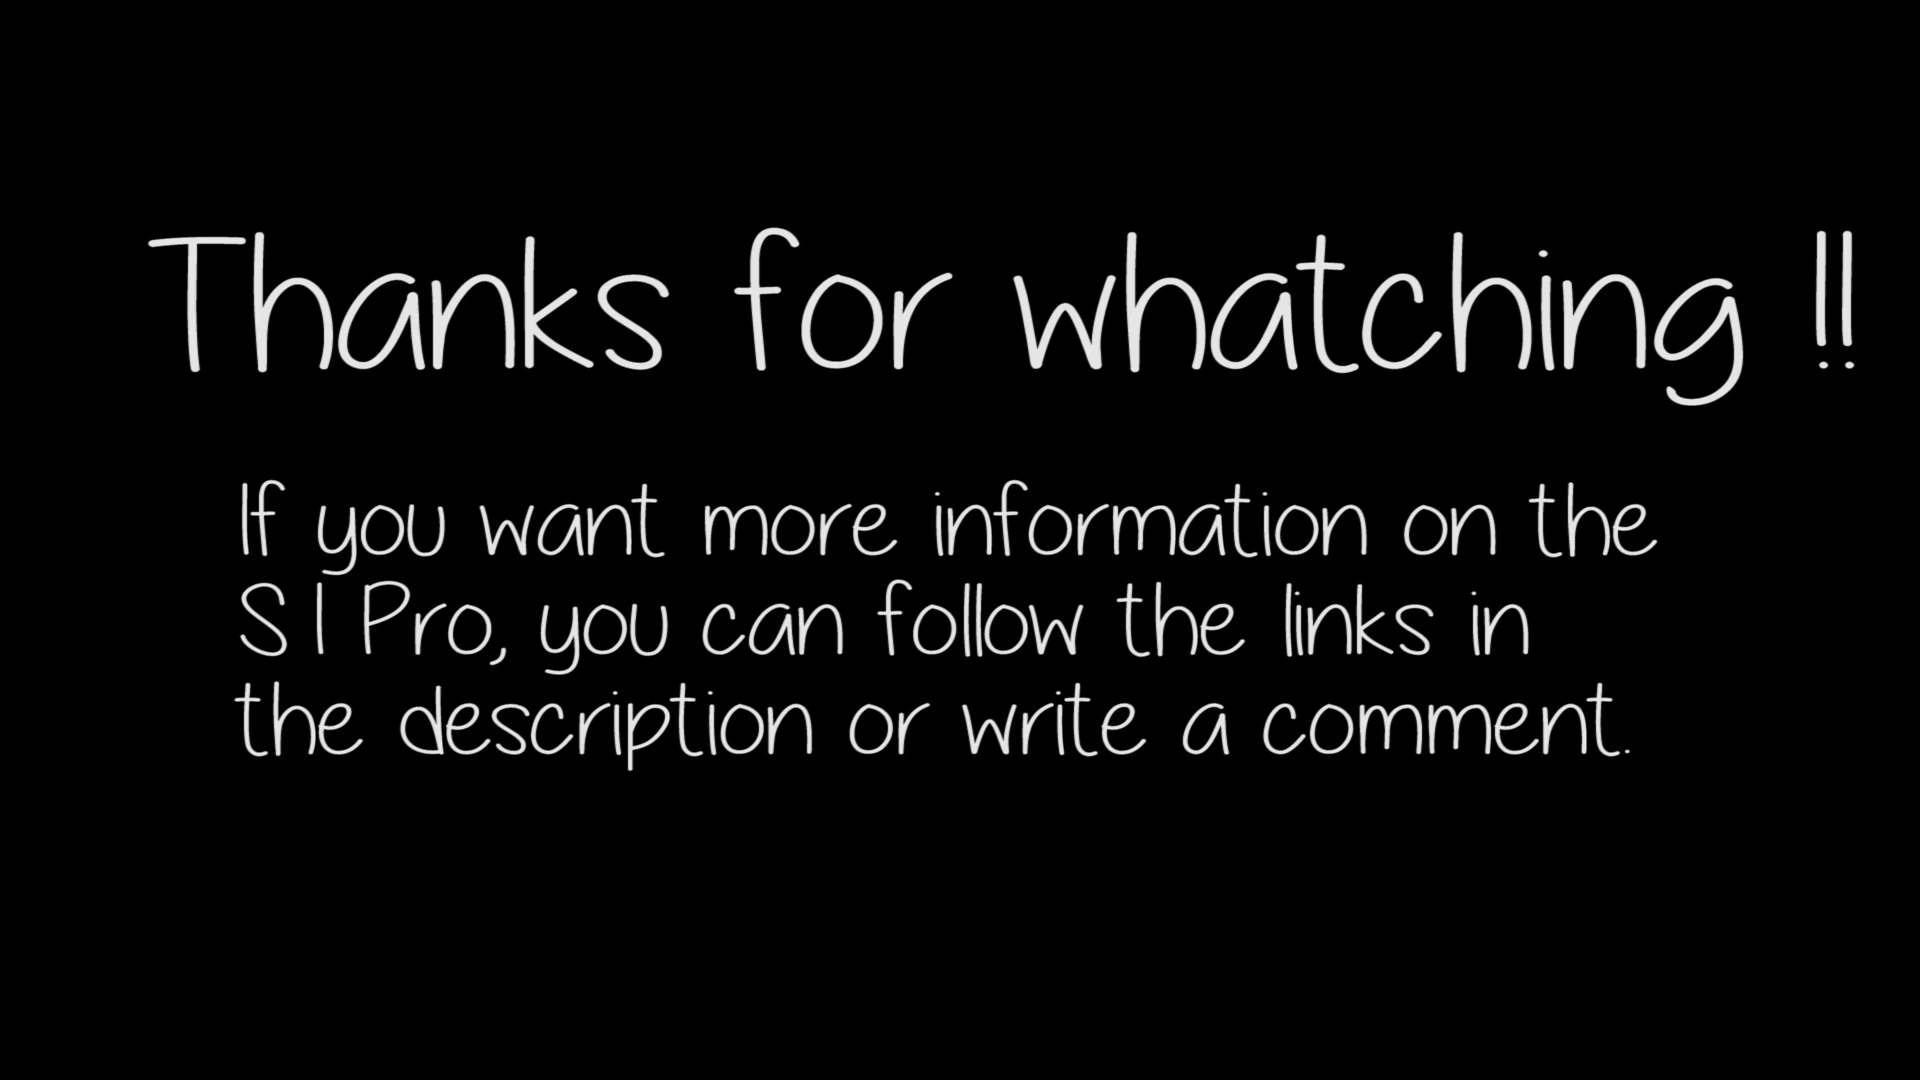 Thanks for whatching !!
If you want more information on the
S1 Pro, you can follow the links in
the description or write a comment.